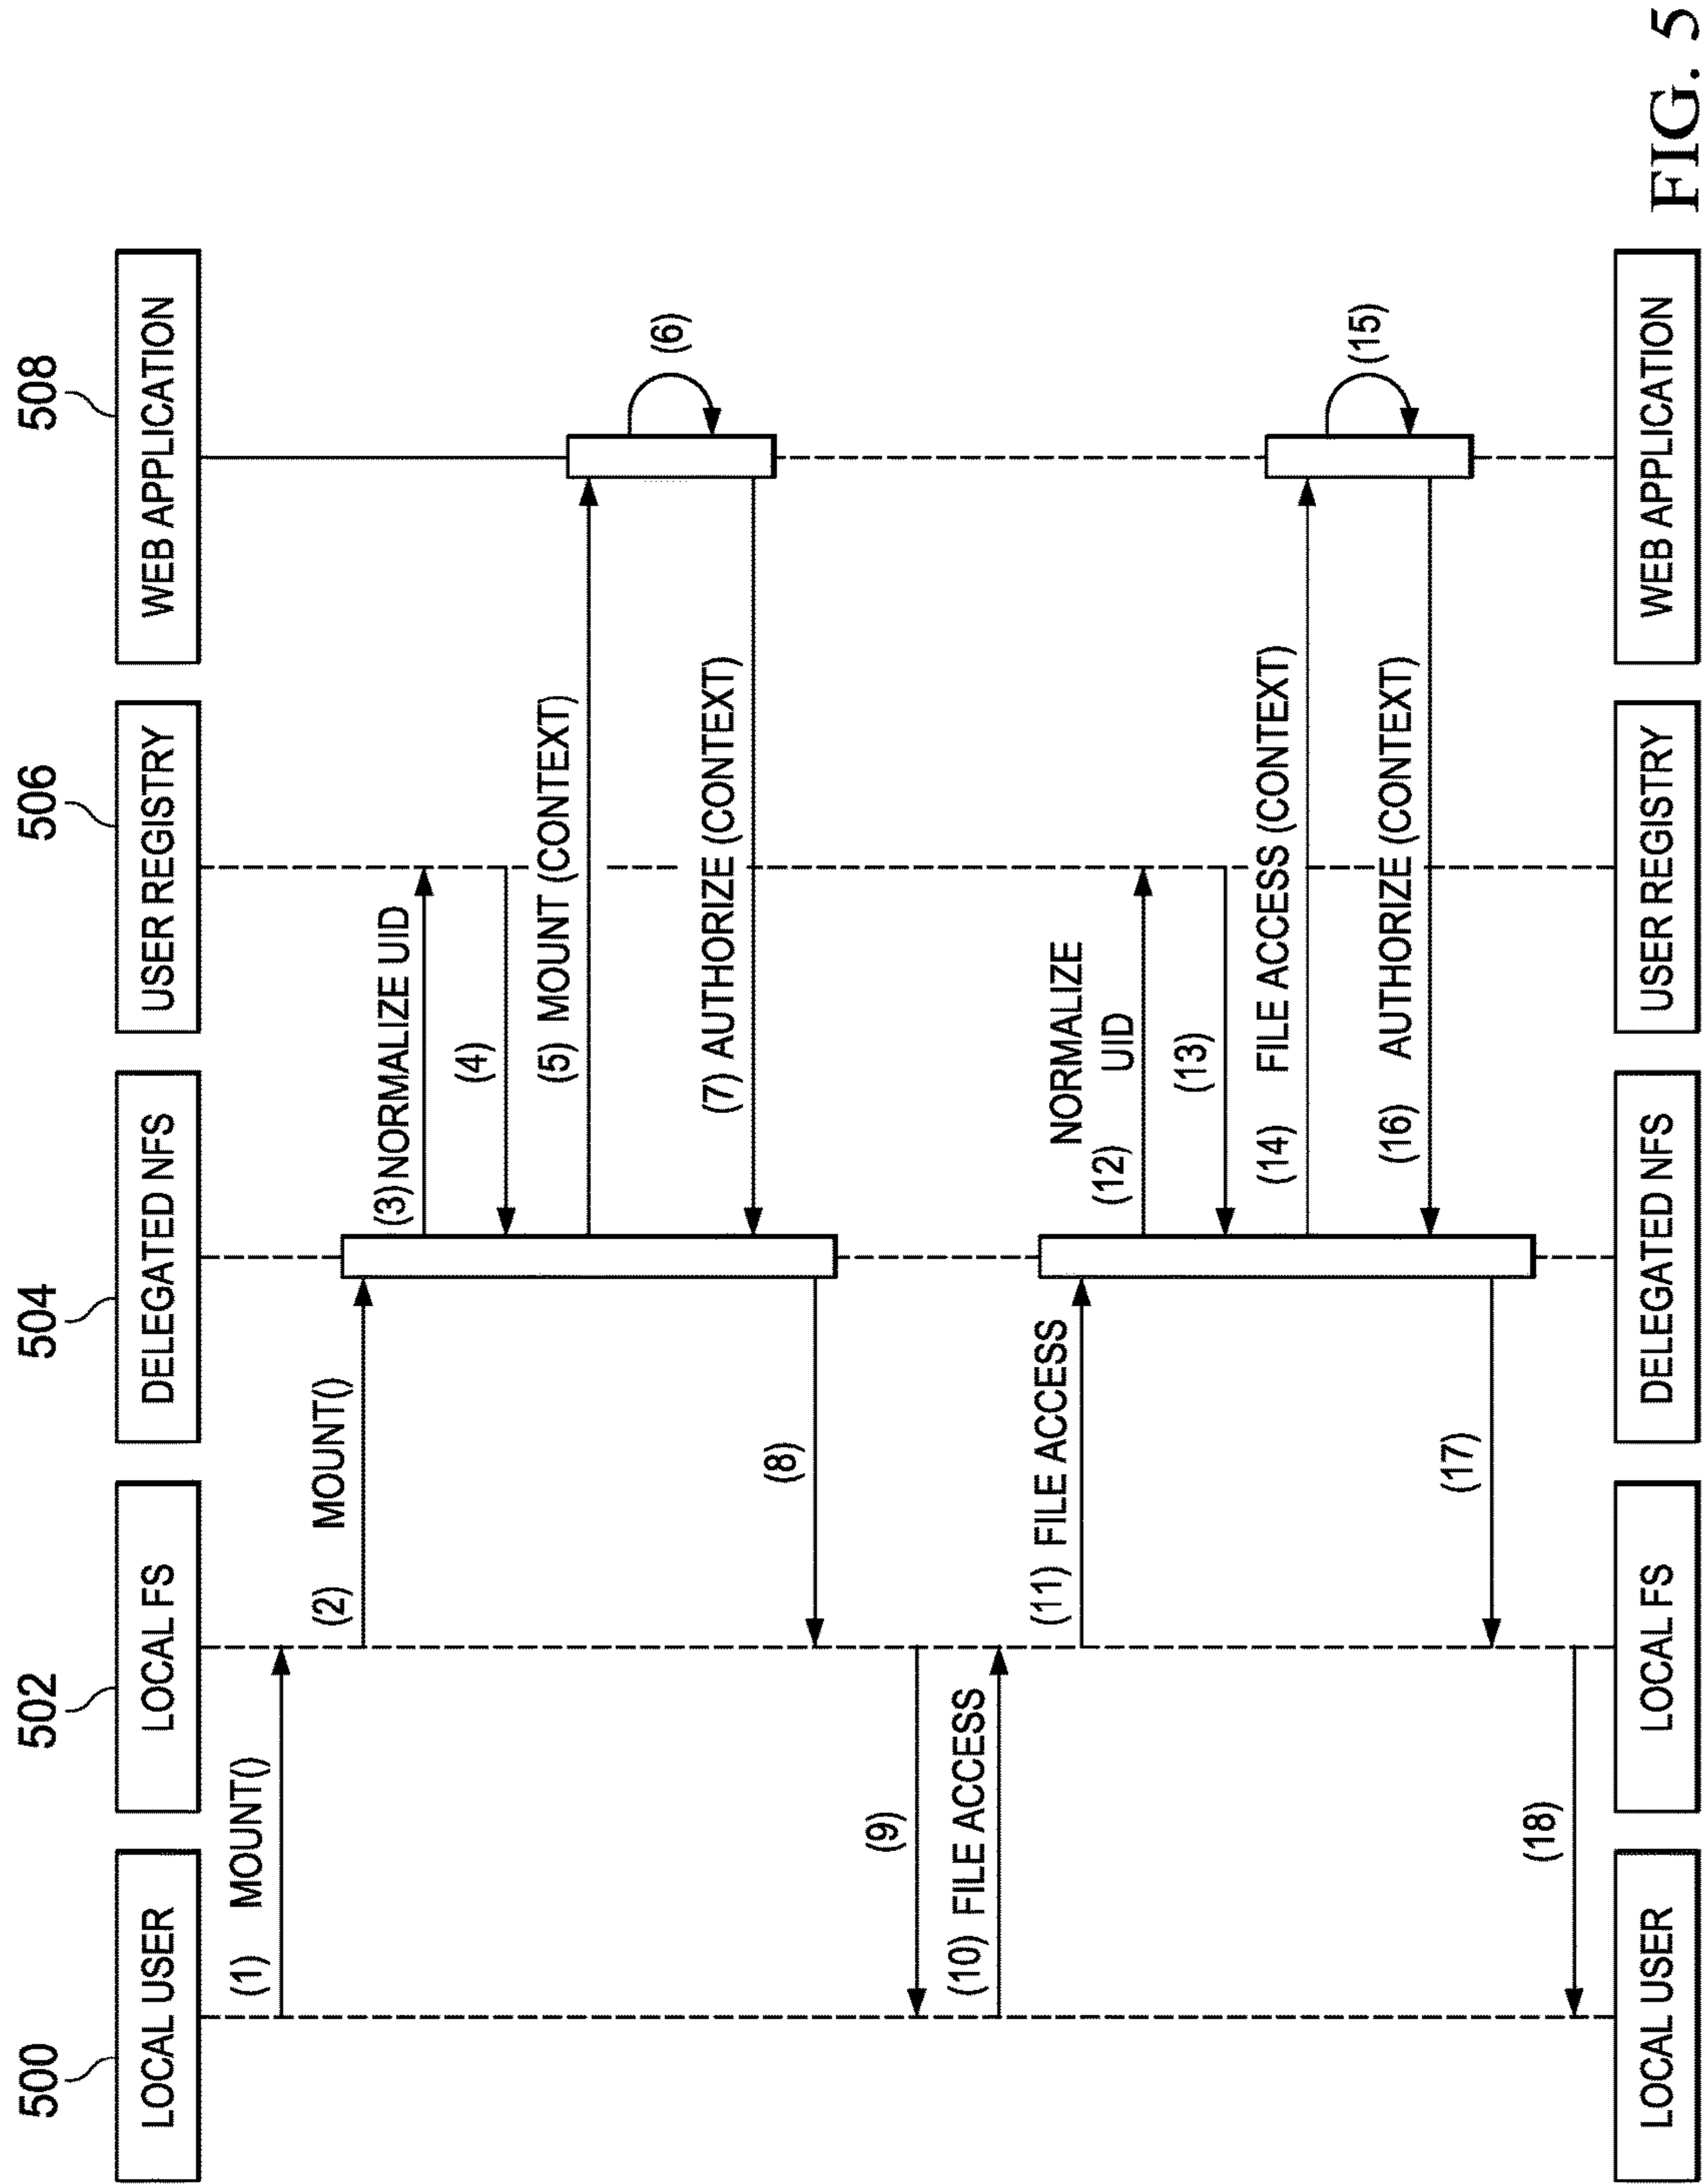 500
502
504
506
508
LOCAL USER
LOCAL FS
DELEGATED NFS
USER REGISTRY
WEB APPLICATION
(1) MOUNT()
(2) MOUNT()
(3) NORMALIZE UID
(4)
(5) MOUNT (CONTEXT)
(6)
(7) AUTHORIZE (CONTEXT)
(8)
(9)
(10) FILE ACCESS
(11) FILE ACCESS
NORMALIZE
(12) UID
(13)
(14) FILE ACCESS (CONTEXT)
(15)
(16) AUTHORIZE (CONTEXT)
(17)
(18)
LOCAL USER
LOCAL FS
DELEGATED NFS
USER REGISTRY
WEB APPLICATION
FIG. 5